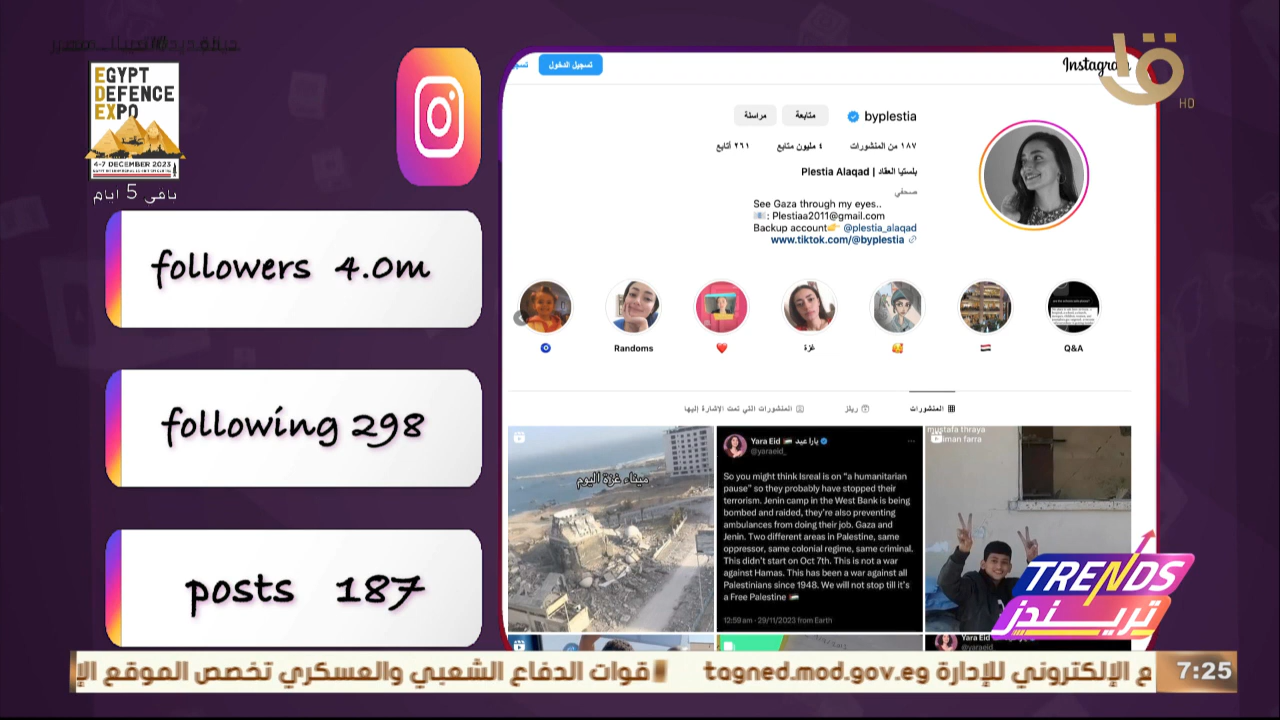 EGYPT
DEFENCE
EXPO
4-7 DECEMBER 2023
باقي 5 ايام
followers 4.0m
following 298
posts 187
تسجيل الدخول
Instagram
HD
byplestia
متابعة
مراسلة
١٨٧ من المنشورات
٤ مليون متابع
٢٦١ أتابع
بلستيا العقاد | Plestia Alaqad
صحفي
See Gaza through my eyes..
📧: Plestiaa2011@gmail.com
Backup account👉 @plestia_alaqad
www.tiktok.com/@byplestia
Randoms
❤️
غزة
🥰
Q&A
المنشورات
ريلز
المنشورات التي تمت الإشارة إليها
ميناء غزة اليوم
Yara Eid 🇵🇸 يارا عيد
@yaraeid_
So you might think Isreal is on "a humanitarian
pause" so they probably have stopped their
terrorism. Jenin camp in the West Bank is being
bombed and raided, they're also preventing
ambulances from doing their job. Gaza and
Jenin. Two different areas in Palestine, same
oppressor, same colonial regime, same criminal.
This didn't start on Oct 7th. This is not a war
against Hamas. This has been a war against all
Palestinians since 1948. We will not stop till it's
a Free Palestine 🇵🇸
12:59 am · 29/11/2023 from Earth
mustafa thraya
iman farra
Yara Eid
@yaraeid_
TRENDS
تريندز
ع الإلكتروني للإدارة tagned.mod.gov.eg
قوات الدفاع الشعبي والعسكري تخصص الموقع الإ
7:25